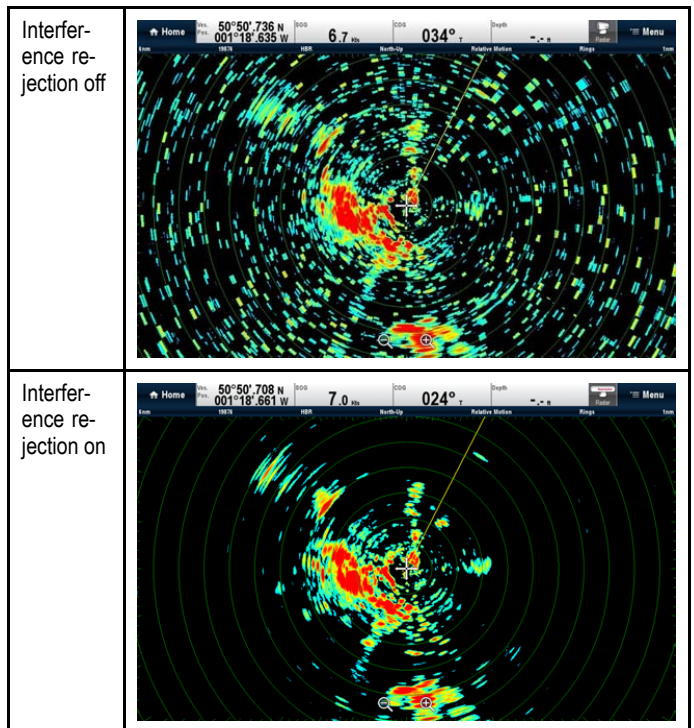 Interfer-
ence re-
jection off
Home
Ves. Pos.
50°50'.736 N
001°18'.635 W
SOG
6.7 kts
COG
034° T
Depth
-.- ft
Radar
Menu
6nm 19876 HBR North-Up Relative Motion Rings 1nm
Interfer-
ence re-
jection on
Home
Ves. Pos.
50°50'.708 N
001°18'.661 W
SOG
7.0 kts
COG
024° T
Depth
-.- ft
Radar
Menu
6nm 19876 HBR North-Up Relative Motion Rings 1nm